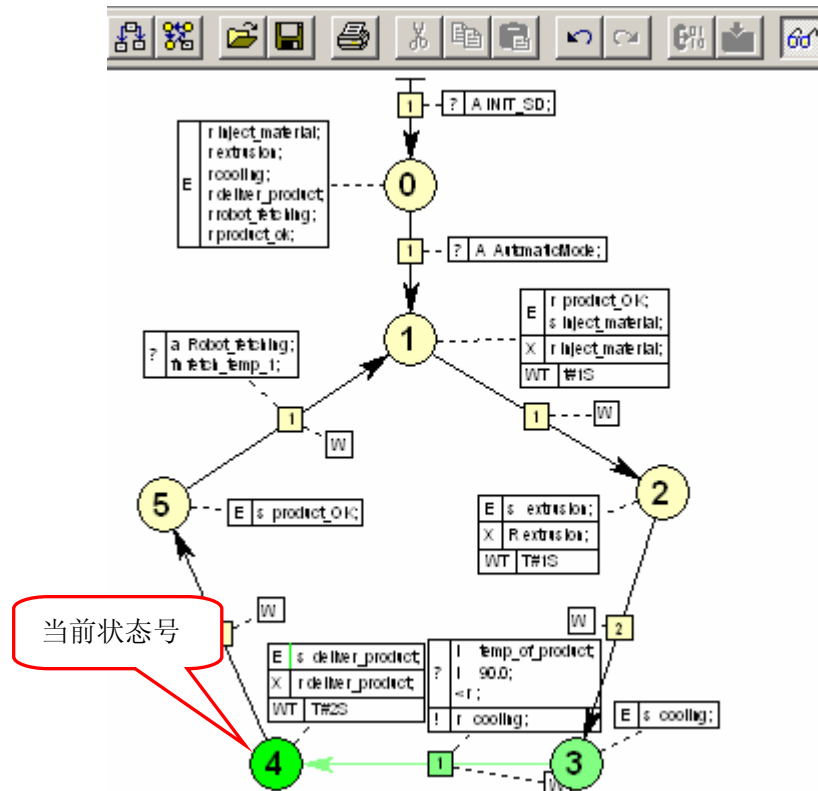 1
? A INIT_SD;
E
r inject_material;
r extrusion;
r cooling;
r deliver_product;
r robot_fetching;
r product_ok;
0
1
? A AutmaticMode;
1
E
r product_OK;
s inject_material;
X r inject_material;
WT t#1S
?
a Robot_fetching;
fn fetch_temp_1;
1
W
1
W
5
E s product_OK;
2
E s extrusion;
X R extrusion;
WT T#1S
W
2
当前状态号
W
E s deliver_product;
X r deliver_product;
WT T#2S
?
l temp_of_product;
l 90.0;
<r ;
! r cooling;
E s cooling;
4
1
3
W